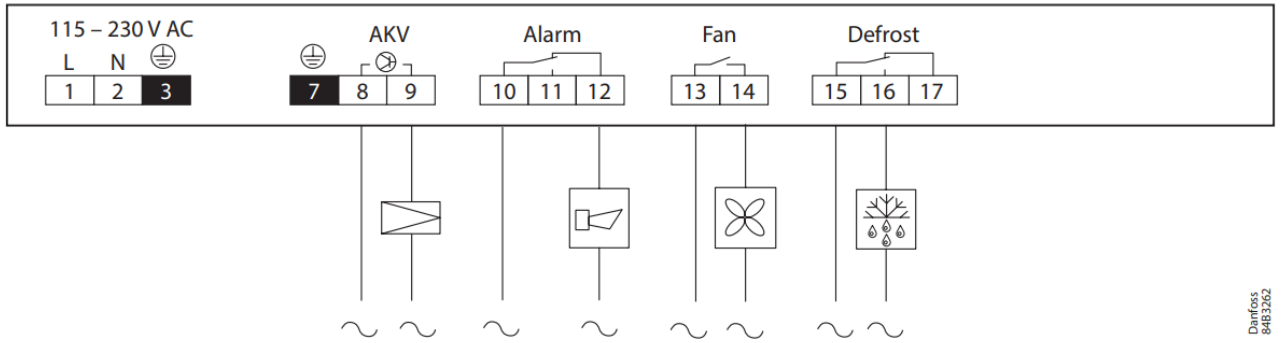 115 – 230 V AC
AKV
Alarm
Fan
Defrost
L N
1 2 3
7 8 9
10 11 12
13 14
15 16 17
Danfoss
84B3262